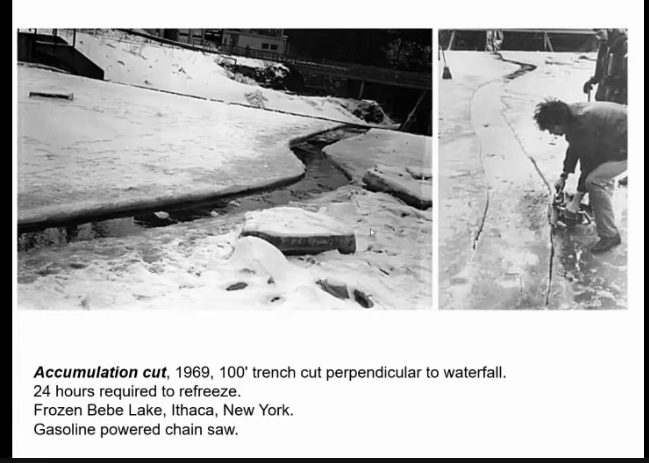 Accumulation cut, 1969, 100' trench cut perpendicular to waterfall.
24 hours required to refreeze.
Frozen Bebe Lake, Ithaca, New York.
Gasoline powered chain saw.